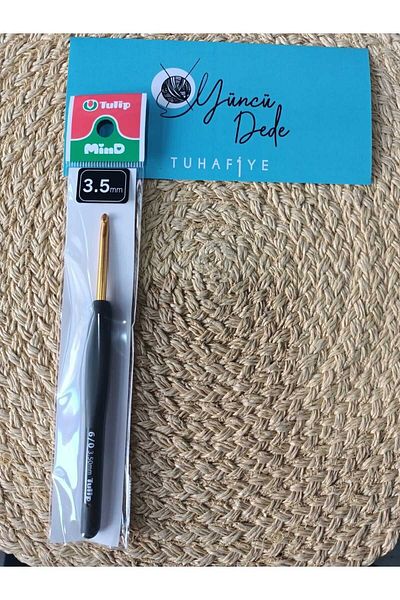 Tulip
MinD
3.5mm
Yüncü
Dede
TUHAFİYE
6/0 3.50mm Tulip